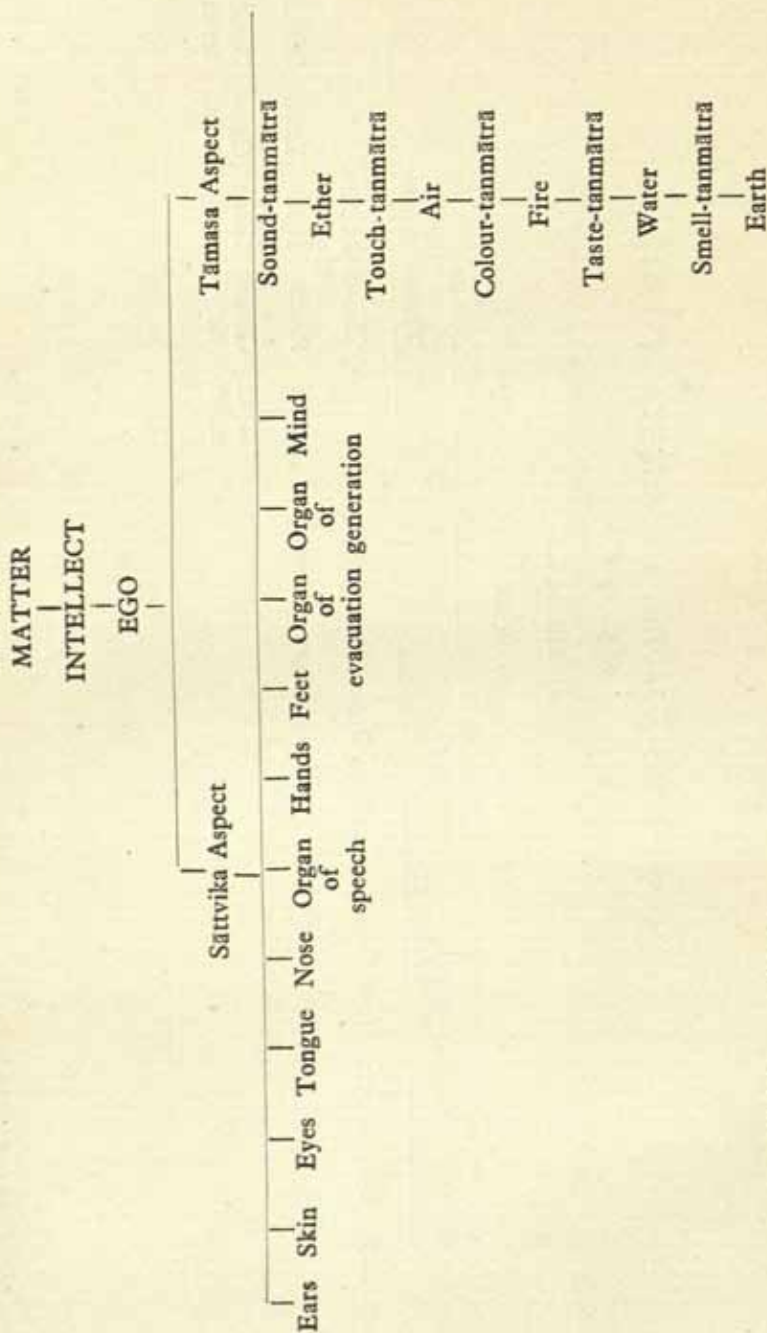 MATTER
INTELLECT
EGO
Sāttvika Aspect Tāmasa Aspect
Ears Skin Eyes Tongue Nose Organ of speech Hands Feet Organ of evacuation Organ of generation Mind
Sound-tanmātrā
Ether
Touch-tanmātrā
Air
Colour-tanmātrā
Fire
Taste-tanmātrā
Water
Smell-tanmātrā
Earth